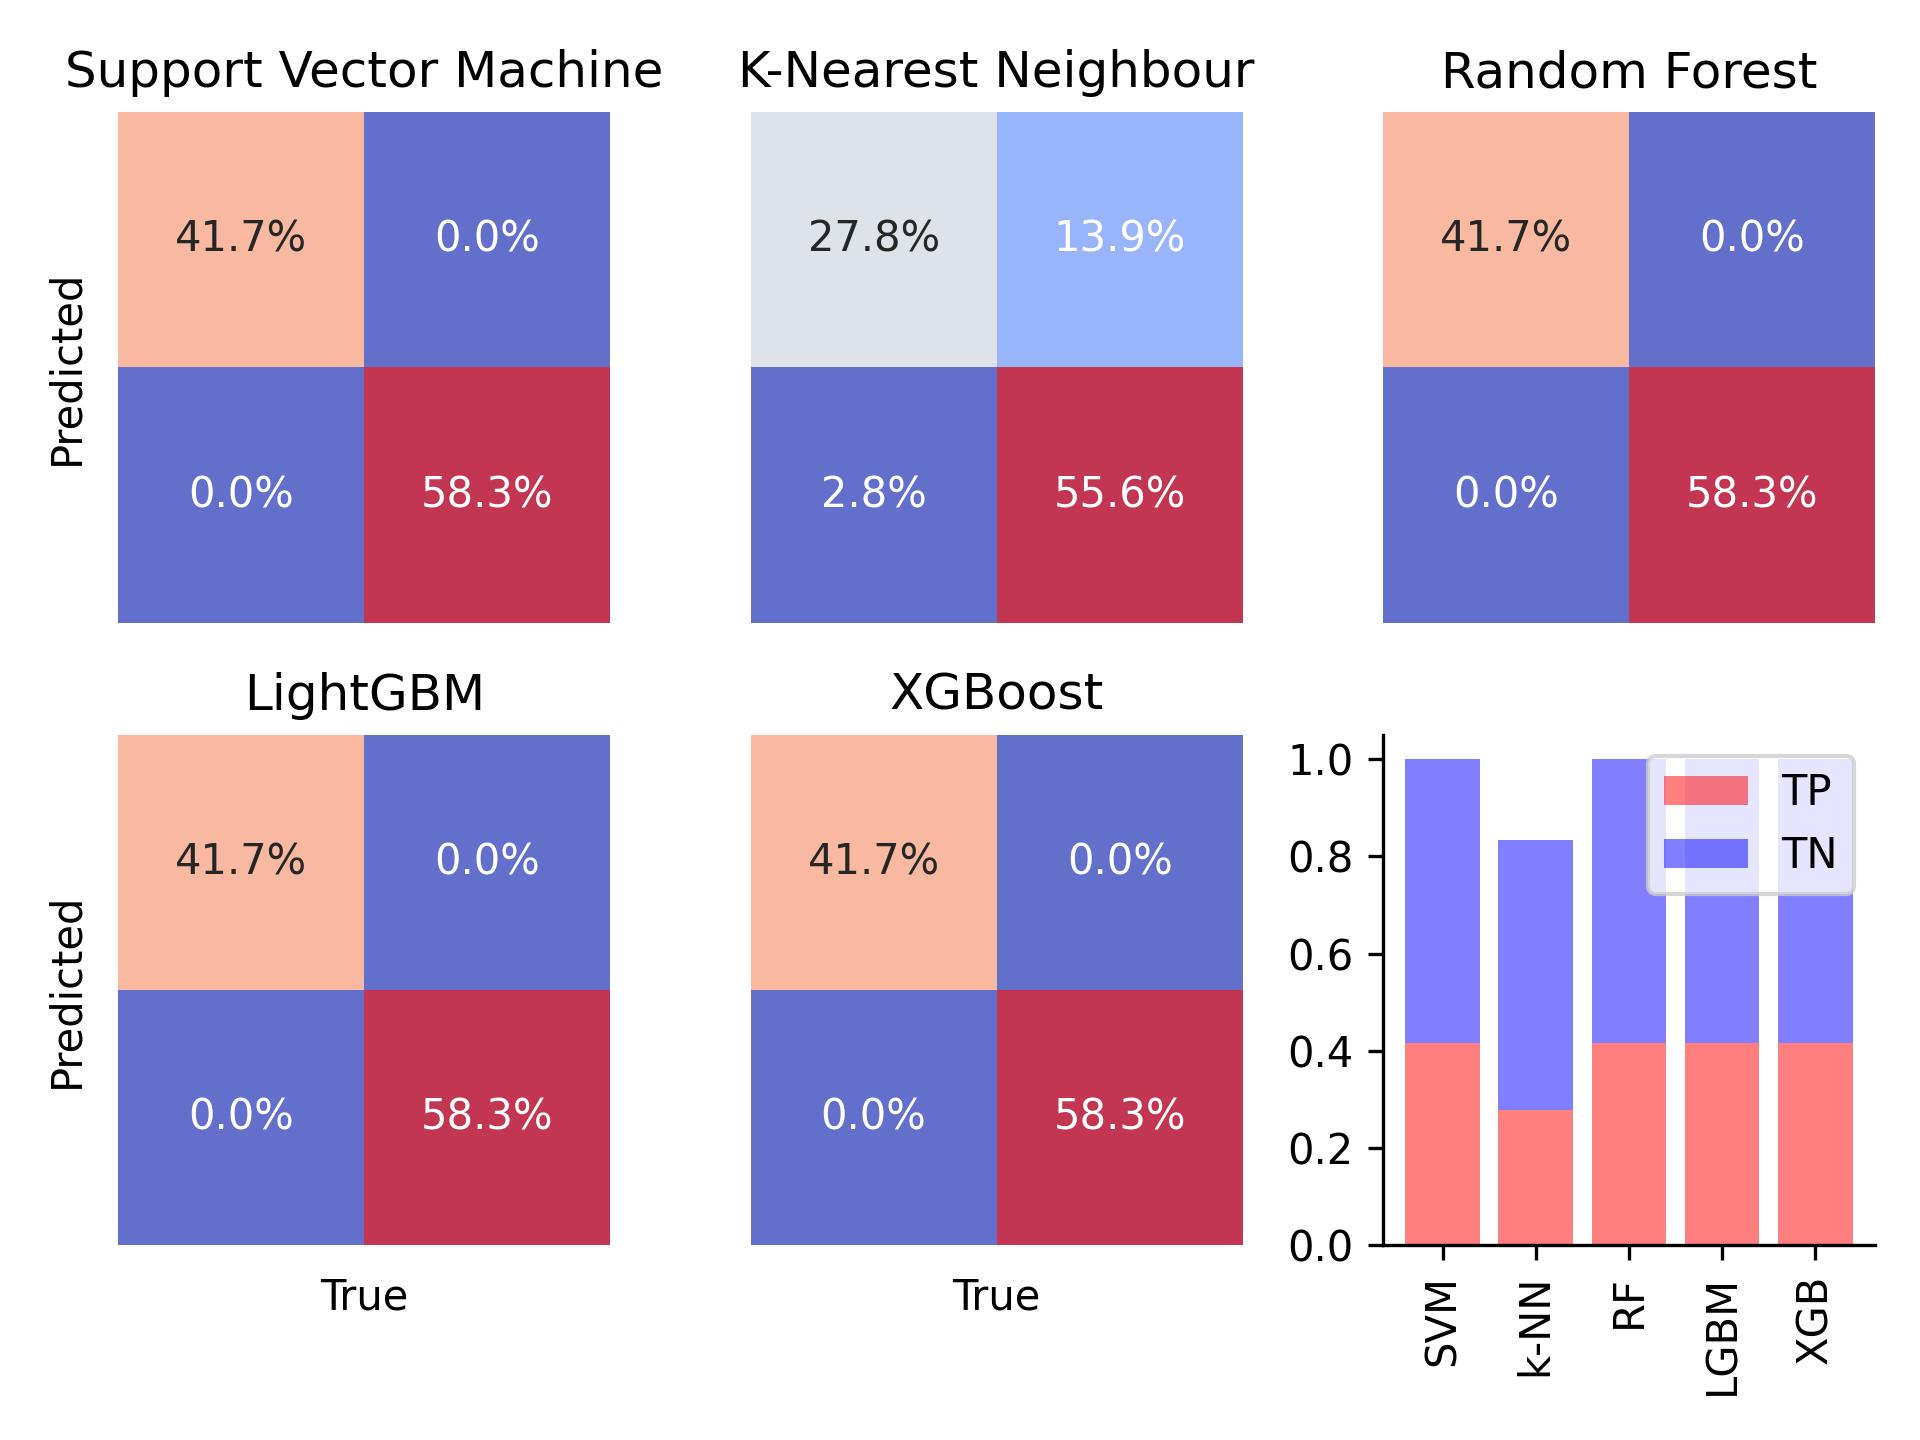 Support Vector Machine
K-Nearest Neighbour
Random Forest
Predicted
41.7% 0.0%
0.0% 58.3%
27.8% 13.9%
2.8% 55.6%
41.7% 0.0%
0.0% 58.3%
LightGBM
XGBoost
Predicted
41.7% 0.0%
0.0% 58.3%
True
41.7% 0.0%
0.0% 58.3%
True
1.0
0.8
0.6
0.4
0.2
0.0
TP
TN
SVM
k-NN
RF
LGBM
XGB